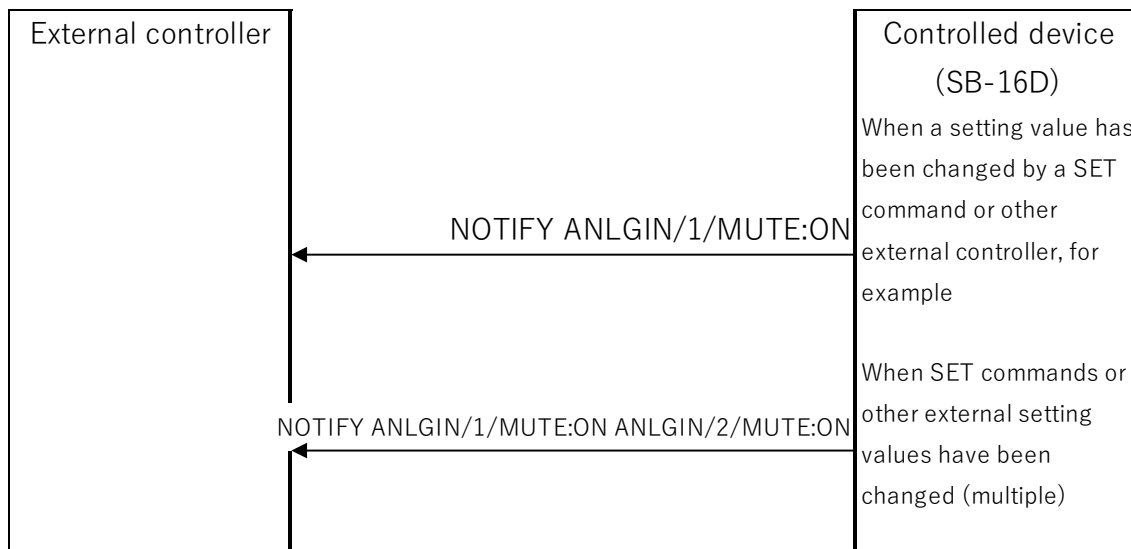 External controller
Controlled device
(SB-16D)
When a setting value has
been changed by a SET
command or other
external controller, for
example
NOTIFY ANLGIN/1/MUTE:ON
When SET commands or
other external setting
values have been
changed (multiple)
NOTIFY ANLGIN/1/MUTE:ON ANLGIN/2/MUTE:ON